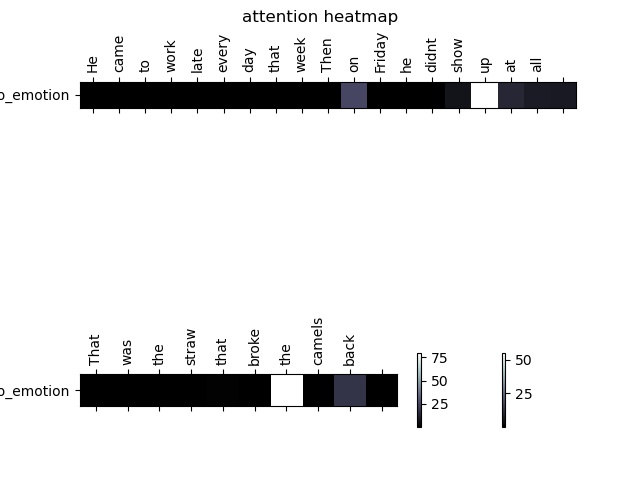 attention heatmap
He came to work late every day that week Then on Friday he didnt show up at all
o_emotion
That was the straw that broke the camels back
o_emotion
75 50 25
50 25